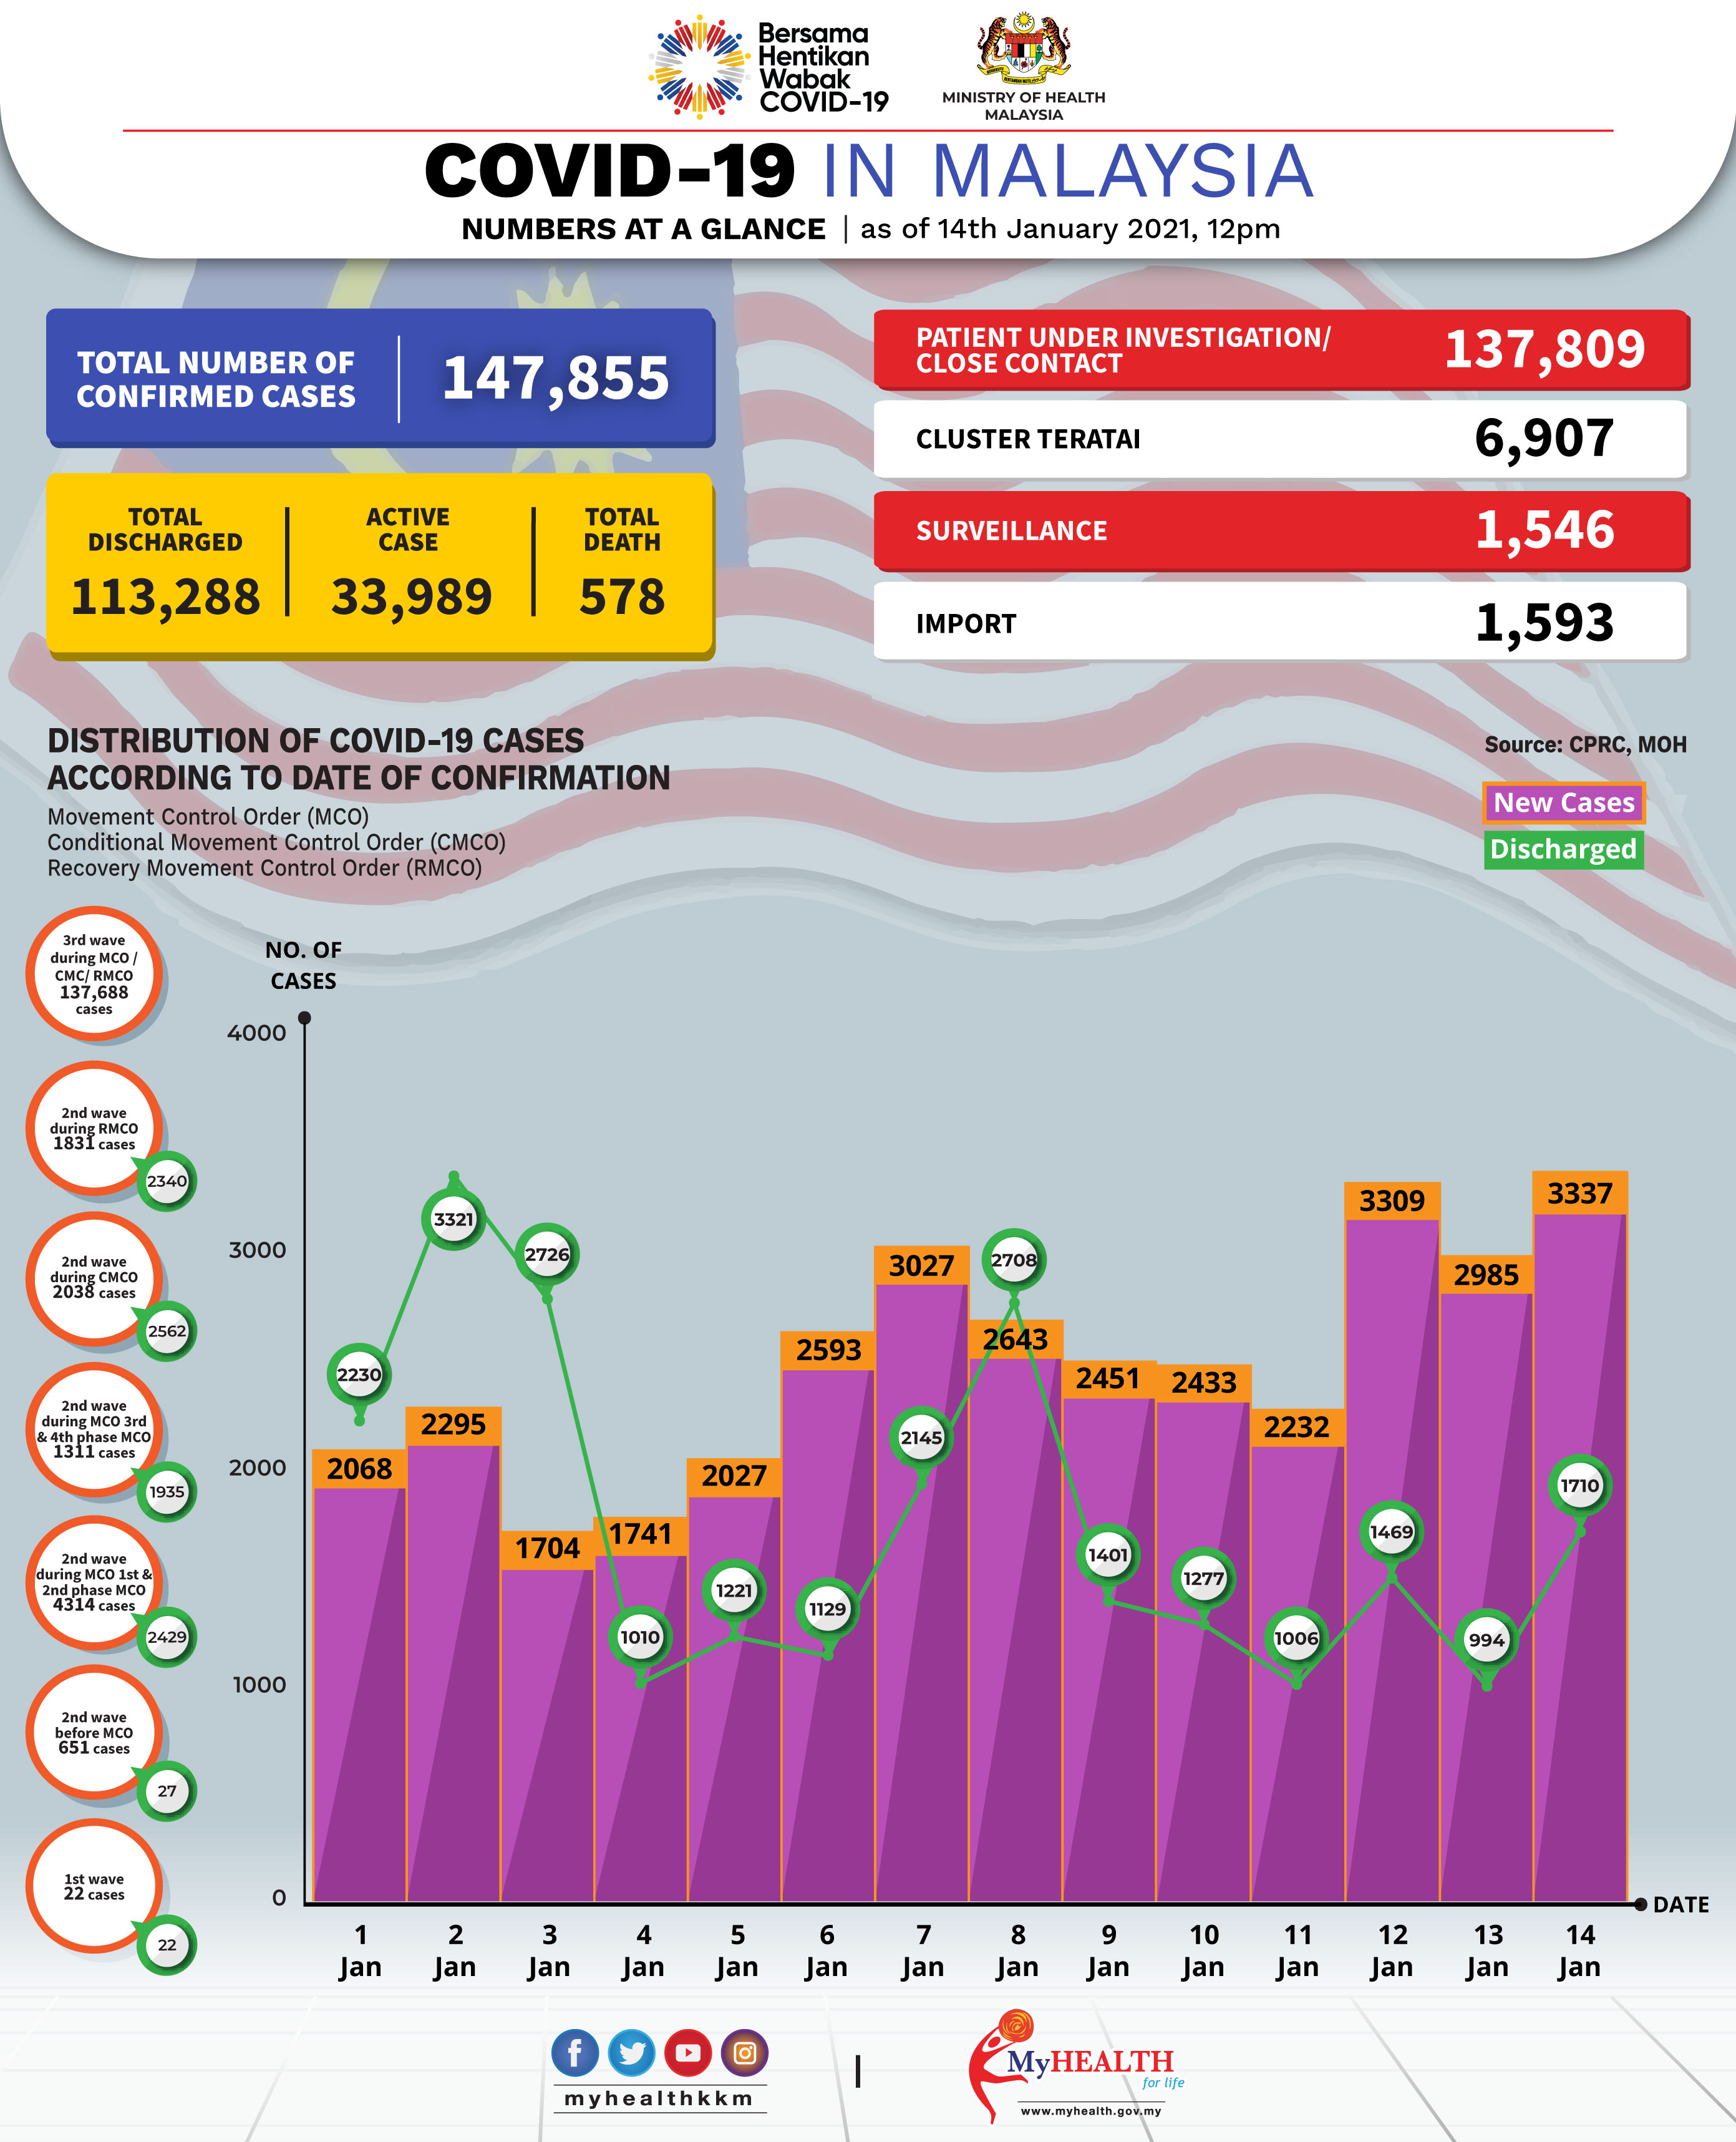 Bersama
Hentikan
Wabak
COVID-19
MINISTRY OF HEALTH
MALAYSIA
COVID-19 IN MALAYSIA
NUMBERS AT A GLANCE | as of 14th January 2021, 12pm
TOTAL NUMBER OF
CONFIRMED CASES
147,855
TOTAL
DISCHARGED
113,288
ACTIVE
CASE
33,989
TOTAL
DEATH
578
PATIENT UNDER INVESTIGATION/
CLOSE CONTACT
137,809
CLUSTER TERATAI
6,907
SURVEILLANCE
1,546
IMPORT
1,593
DISTRIBUTION OF COVID-19 CASES
ACCORDING TO DATE OF CONFIRMATION
Movement Control Order (MCO)
Conditional Movement Control Order (CMCO)
Recovery Movement Control Order (RMCO)
Source: CPRC, MOH
New Cases
Discharged
3rd wave
during MCO /
CMC/ RMCO
137,688
cases
2nd wave
during RMCO
1831 cases
2340
2nd wave
during CMCO
2038 cases
2562
2nd wave
during MCO 3rd
& 4th phase MCO
1311 cases
1935
2nd wave
during MCO 1st &
2nd phase MCO
4314 cases
2429
2nd wave
before MCO
651 cases
27
1st wave
22 cases
22
NO. OF
CASES
4000
3000
2000
1000
0
2068
2295
1704
1741
2027
2593
3027
2643
2451
2433
2232
3309
2985
3337
2230
3321
2726
1010
1221
1129
2145
2708
1401
1277
1006
1469
994
1710
DATE
1 Jan
2 Jan
3 Jan
4 Jan
5 Jan
6 Jan
7 Jan
8 Jan
9 Jan
10 Jan
11 Jan
12 Jan
13 Jan
14 Jan
myhealthkkm
MyHEALTH
for life
www.myhealth.gov.my